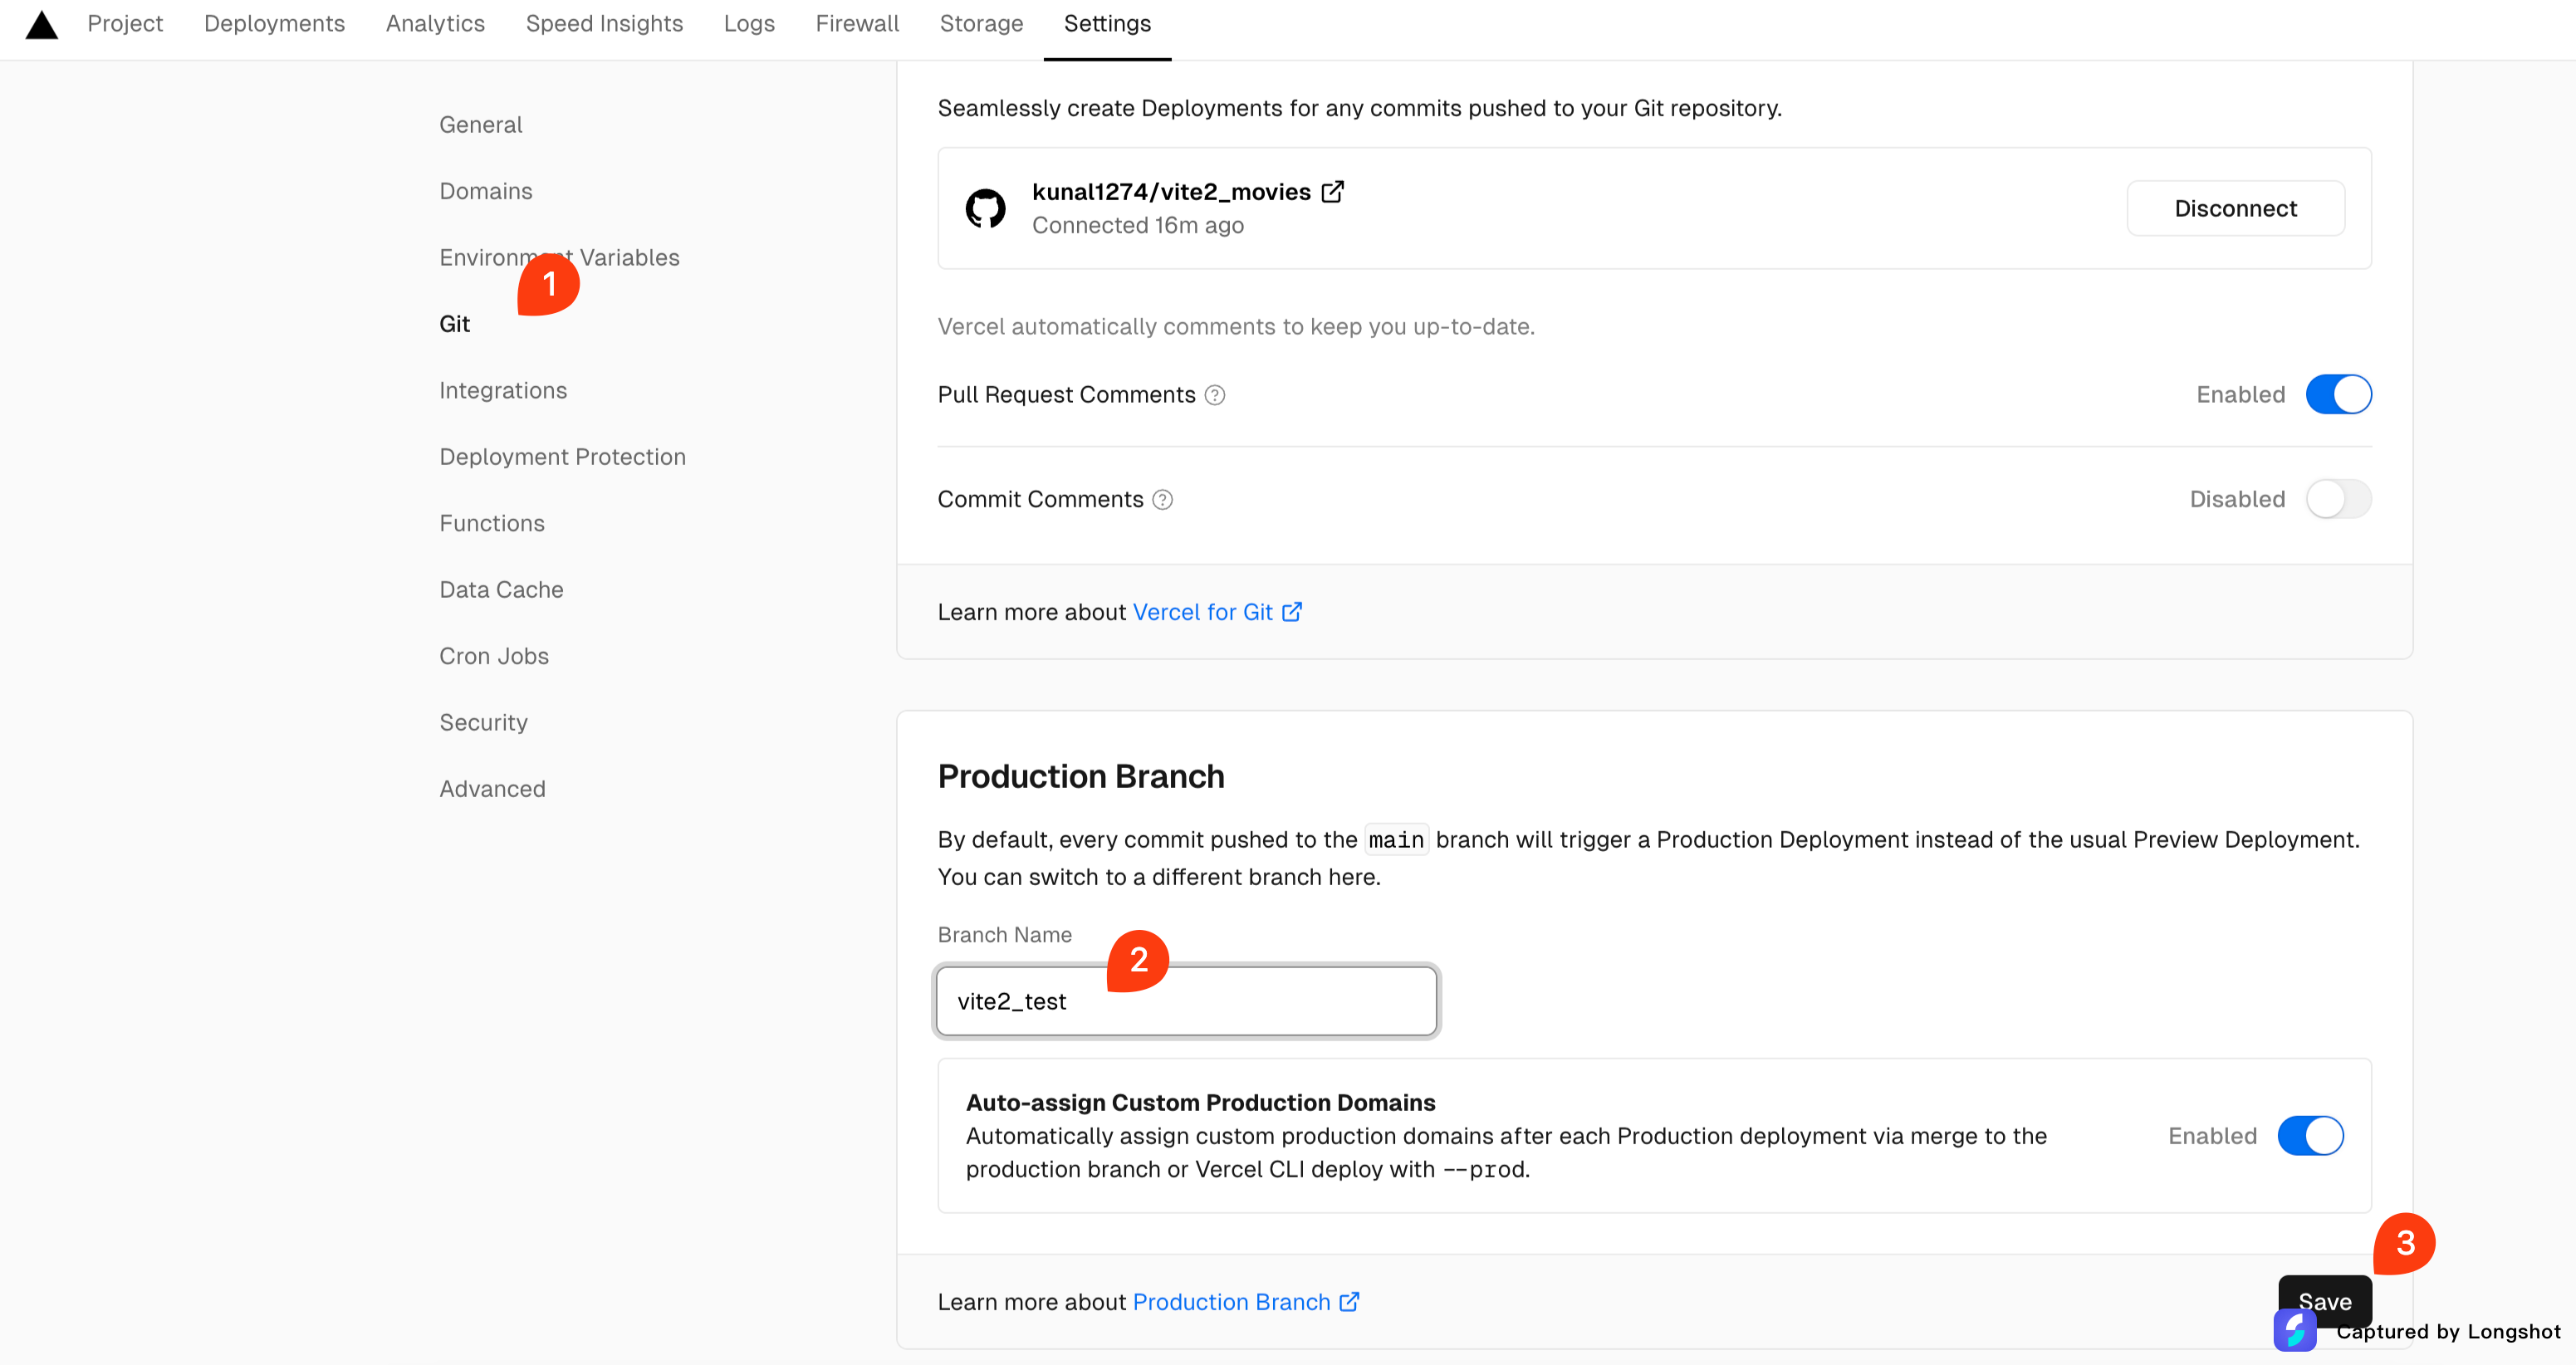 Project Deployments Analytics Speed Insights Logs Firewall Storage Settings
General
Domains
Environment Variables
1
Git
Integrations
Deployment Protection
Functions
Data Cache
Cron Jobs
Security
Advanced
Seamlessly create Deployments for any commits pushed to your Git repository.
kunal1274/vite2_movies
Connected 16m ago
Disconnect
Vercel automatically comments to keep you up-to-date.
Pull Request Comments ? Enabled
Commit Comments ? Disabled
Learn more about Vercel for Git
Production Branch
By default, every commit pushed to the main branch will trigger a Production Deployment instead of the usual Preview Deployment.
You can switch to a different branch here.
Branch Name
2
vite2_test
Auto-assign Custom Production Domains
Automatically assign custom production domains after each Production deployment via merge to the
production branch or Vercel CLI deploy with --prod.
Enabled
3
Learn more about Production Branch
Save
Captured by Longshot